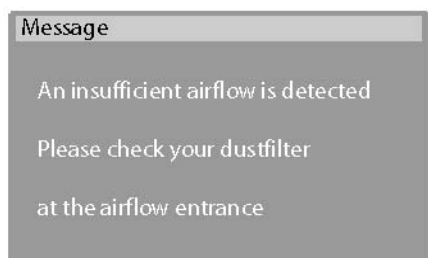 Message
An insufficient airflow is detected
Please check your dustfilter
at the airflow entrance